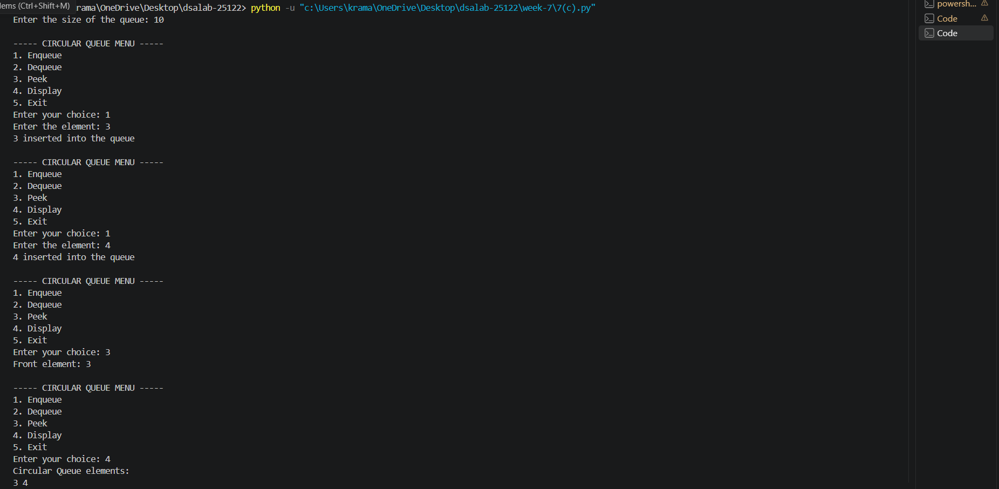 lems (Ctrl+Shift+M) rama\OneDrive\Desktop\dsalab-25122> python -u "c:\Users\krama\OneDrive\Desktop\dsalab-25122\week-7\7(c).py"
Enter the size of the queue: 10
----- CIRCULAR QUEUE MENU -----
1. Enqueue
2. Dequeue
3. Peek
4. Display
5. Exit
Enter your choice: 1
Enter the element: 3
3 inserted into the queue
----- CIRCULAR QUEUE MENU -----
1. Enqueue
2. Dequeue
3. Peek
4. Display
5. Exit
Enter your choice: 1
Enter the element: 4
4 inserted into the queue
----- CIRCULAR QUEUE MENU -----
1. Enqueue
2. Dequeue
3. Peek
4. Display
5. Exit
Enter your choice: 3
Front element: 3
----- CIRCULAR QUEUE MENU -----
1. Enqueue
2. Dequeue
3. Peek
4. Display
5. Exit
Enter your choice: 4
Circular Queue elements:
3 4
powersh...
Code
Code